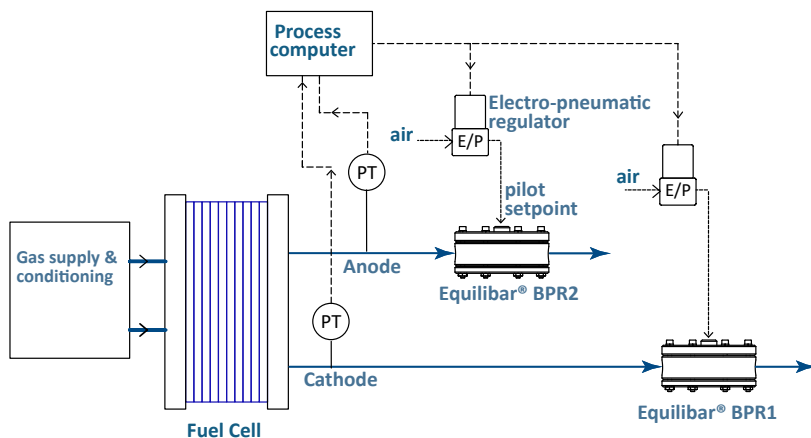 Process
computer
Electro-pneumatic
regulator
air
E/P
PT
air
E/P
pilot
setpoint
Gas supply &
conditioning
Anode
Equilibar® BPR2
PT
Cathode
Equilibar® BPR1
Fuel Cell